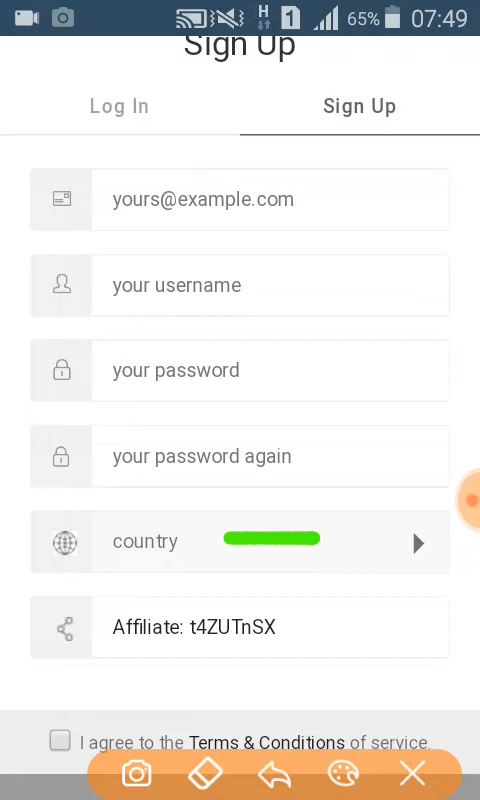 H 1 65% 07:49
Sign Up
Log In Sign Up
yours@example.com
your username
your password
your password again
country
Affiliate: t4ZUTnSX
I agree to the Terms & Conditions of service.